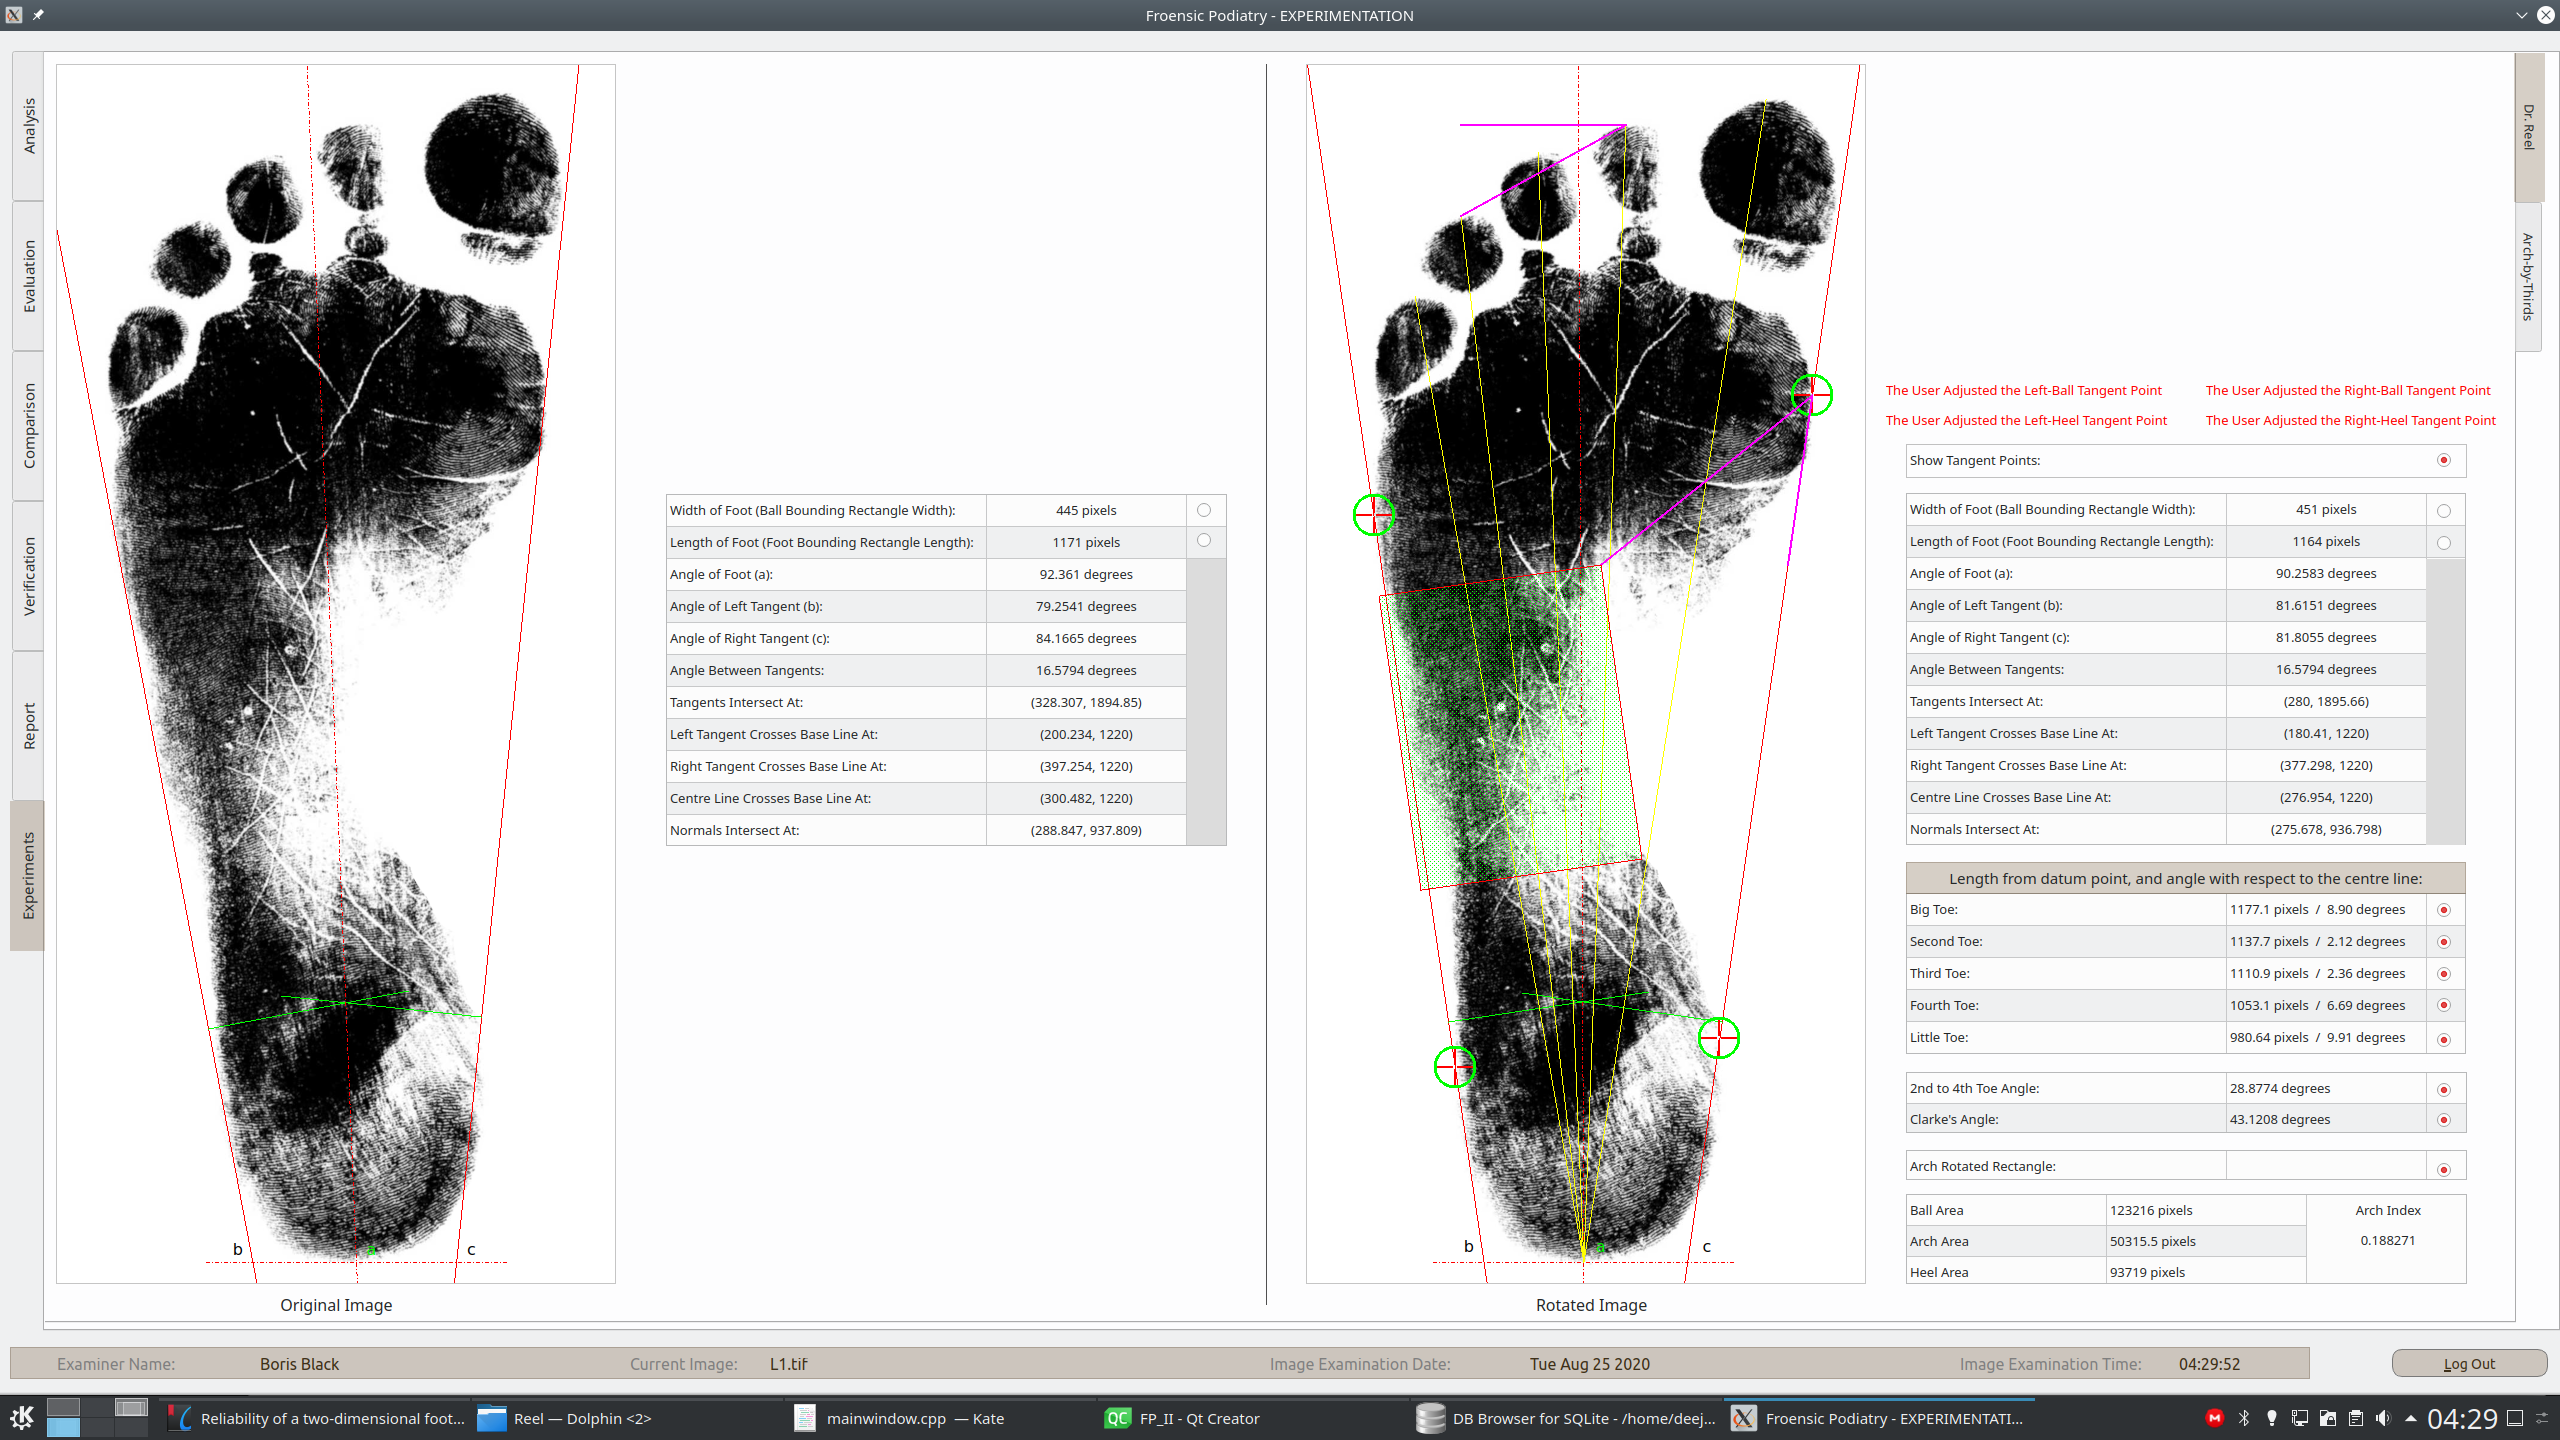 Froensic Podiatry - EXPERIMENTATION
Analysis
Evaluation
Comparison
Verification
Report
Experiments
b
a
c
Original Image
Width of Foot (Ball Bounding Rectangle Width): 445 pixels
Length of Foot (Foot Bounding Rectangle Length): 1171 pixels
Angle of Foot (a): 92.361 degrees
Angle of Left Tangent (b): 79.2541 degrees
Angle of Right Tangent (c): 84.1665 degrees
Angle Between Tangents: 16.5794 degrees
Tangents Intersect At: (328.307, 1894.85)
Left Tangent Crosses Base Line At: (200.234, 1220)
Right Tangent Crosses Base Line At: (397.254, 1220)
Centre Line Crosses Base Line At: (300.482, 1220)
Normals Intersect At: (288.847, 937.809)
b
a
c
Rotated Image
Dr. Reel
Arch-by-Thirds
The User Adjusted the Left-Ball Tangent Point The User Adjusted the Right-Ball Tangent Point
The User Adjusted the Left-Heel Tangent Point The User Adjusted the Right-Heel Tangent Point
Show Tangent Points:
Width of Foot (Ball Bounding Rectangle Width): 451 pixels
Length of Foot (Foot Bounding Rectangle Length): 1164 pixels
Angle of Foot (a): 90.2583 degrees
Angle of Left Tangent (b): 81.6151 degrees
Angle of Right Tangent (c): 81.8055 degrees
Angle Between Tangents: 16.5794 degrees
Tangents Intersect At: (280, 1895.66)
Left Tangent Crosses Base Line At: (180.41, 1220)
Right Tangent Crosses Base Line At: (377.298, 1220)
Centre Line Crosses Base Line At: (276.954, 1220)
Normals Intersect At: (275.678, 936.798)
Length from datum point, and angle with respect to the centre line:
Big Toe: 1177.1 pixels / 8.90 degrees
Second Toe: 1137.7 pixels / 2.12 degrees
Third Toe: 1110.9 pixels / 2.36 degrees
Fourth Toe: 1053.1 pixels / 6.69 degrees
Little Toe: 980.64 pixels / 9.91 degrees
2nd to 4th Toe Angle: 28.8774 degrees
Clarke's Angle: 43.1208 degrees
Arch Rotated Rectangle:
Ball Area 123216 pixels Arch Index
Arch Area 50315.5 pixels 0.188271
Heel Area 93719 pixels
Examiner Name: Boris Black Current Image: L1.tif Image Examination Date: Tue Aug 25 2020 Image Examination Time: 04:29:52 Log Out
Reliability of a two-dimensional foot... Reel — Dolphin <2> mainwindow.cpp — Kate QC FP_II - Qt Creator DB Browser for SQLite - /home/deej... Froensic Podiatry - EXPERIMENTATI... 04:29